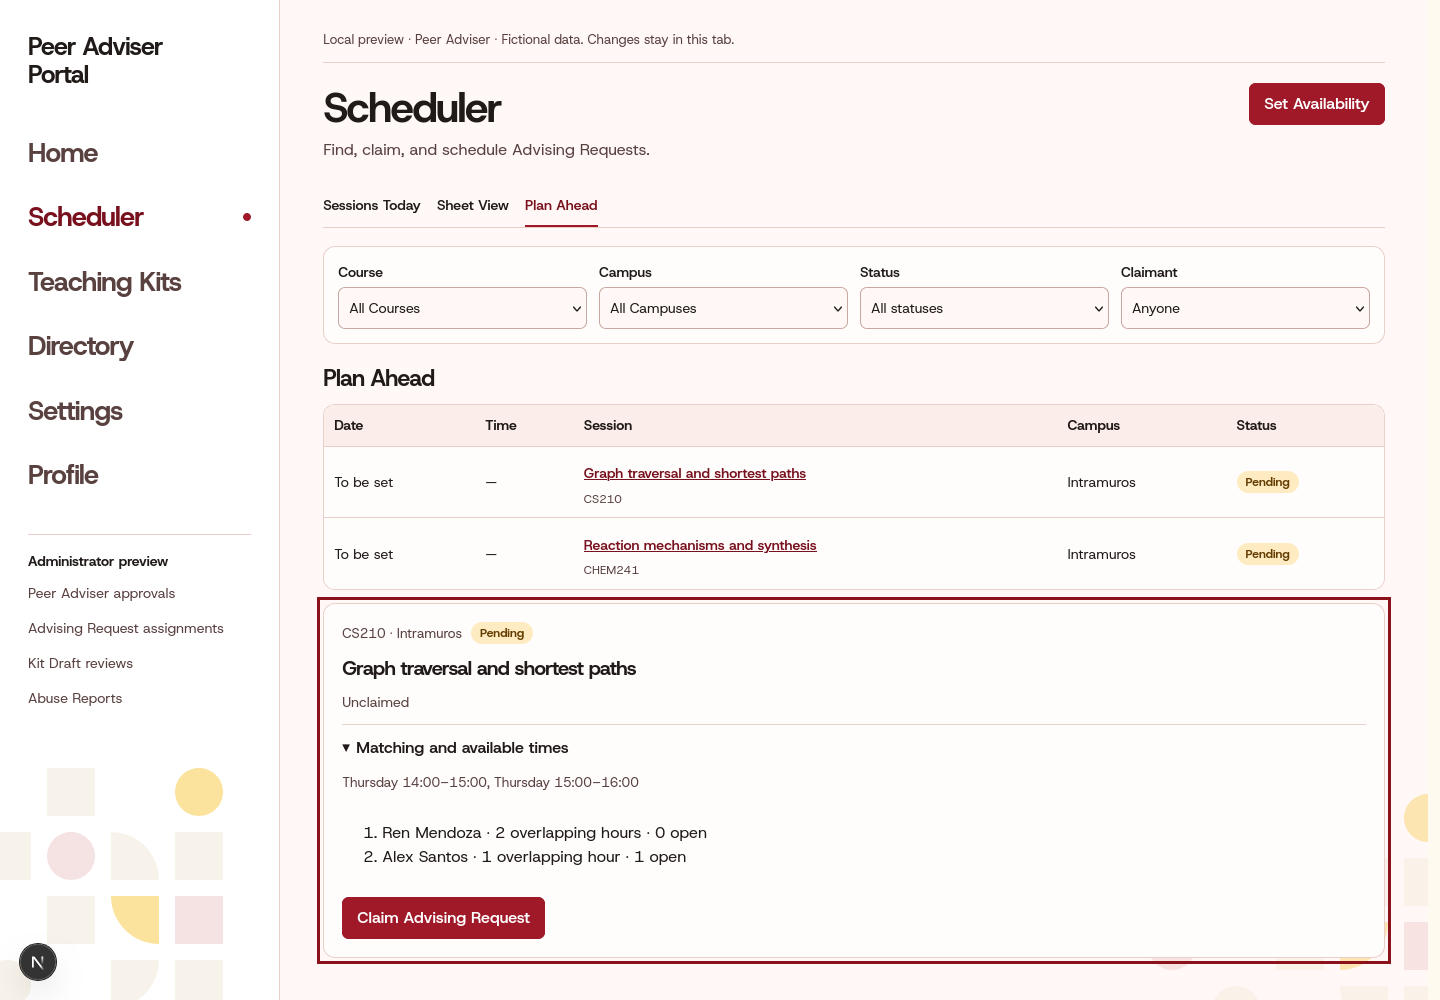 Peer Adviser
Portal
Home
Scheduler
Teaching Kits
Directory
Settings
Profile
Administrator preview
Peer Adviser approvals
Advising Request assignments
Kit Draft reviews
Abuse Reports
N
Local preview · Peer Adviser · Fictional data. Changes stay in this tab.
Scheduler
Set Availability
Find, claim, and schedule Advising Requests.
Sessions Today Sheet View Plan Ahead
Course Campus Status Claimant
All Courses All Campuses All statuses Anyone
Plan Ahead
Date Time Session Campus Status
To be set — Graph traversal and shortest paths Intramuros Pending
CS210
To be set — Reaction mechanisms and synthesis Intramuros Pending
CHEM241
CS210 · Intramuros Pending
Graph traversal and shortest paths
Unclaimed
▾ Matching and available times
Thursday 14:00–15:00, Thursday 15:00–16:00
1. Ren Mendoza · 2 overlapping hours · 0 open
2. Alex Santos · 1 overlapping hour · 1 open
Claim Advising Request